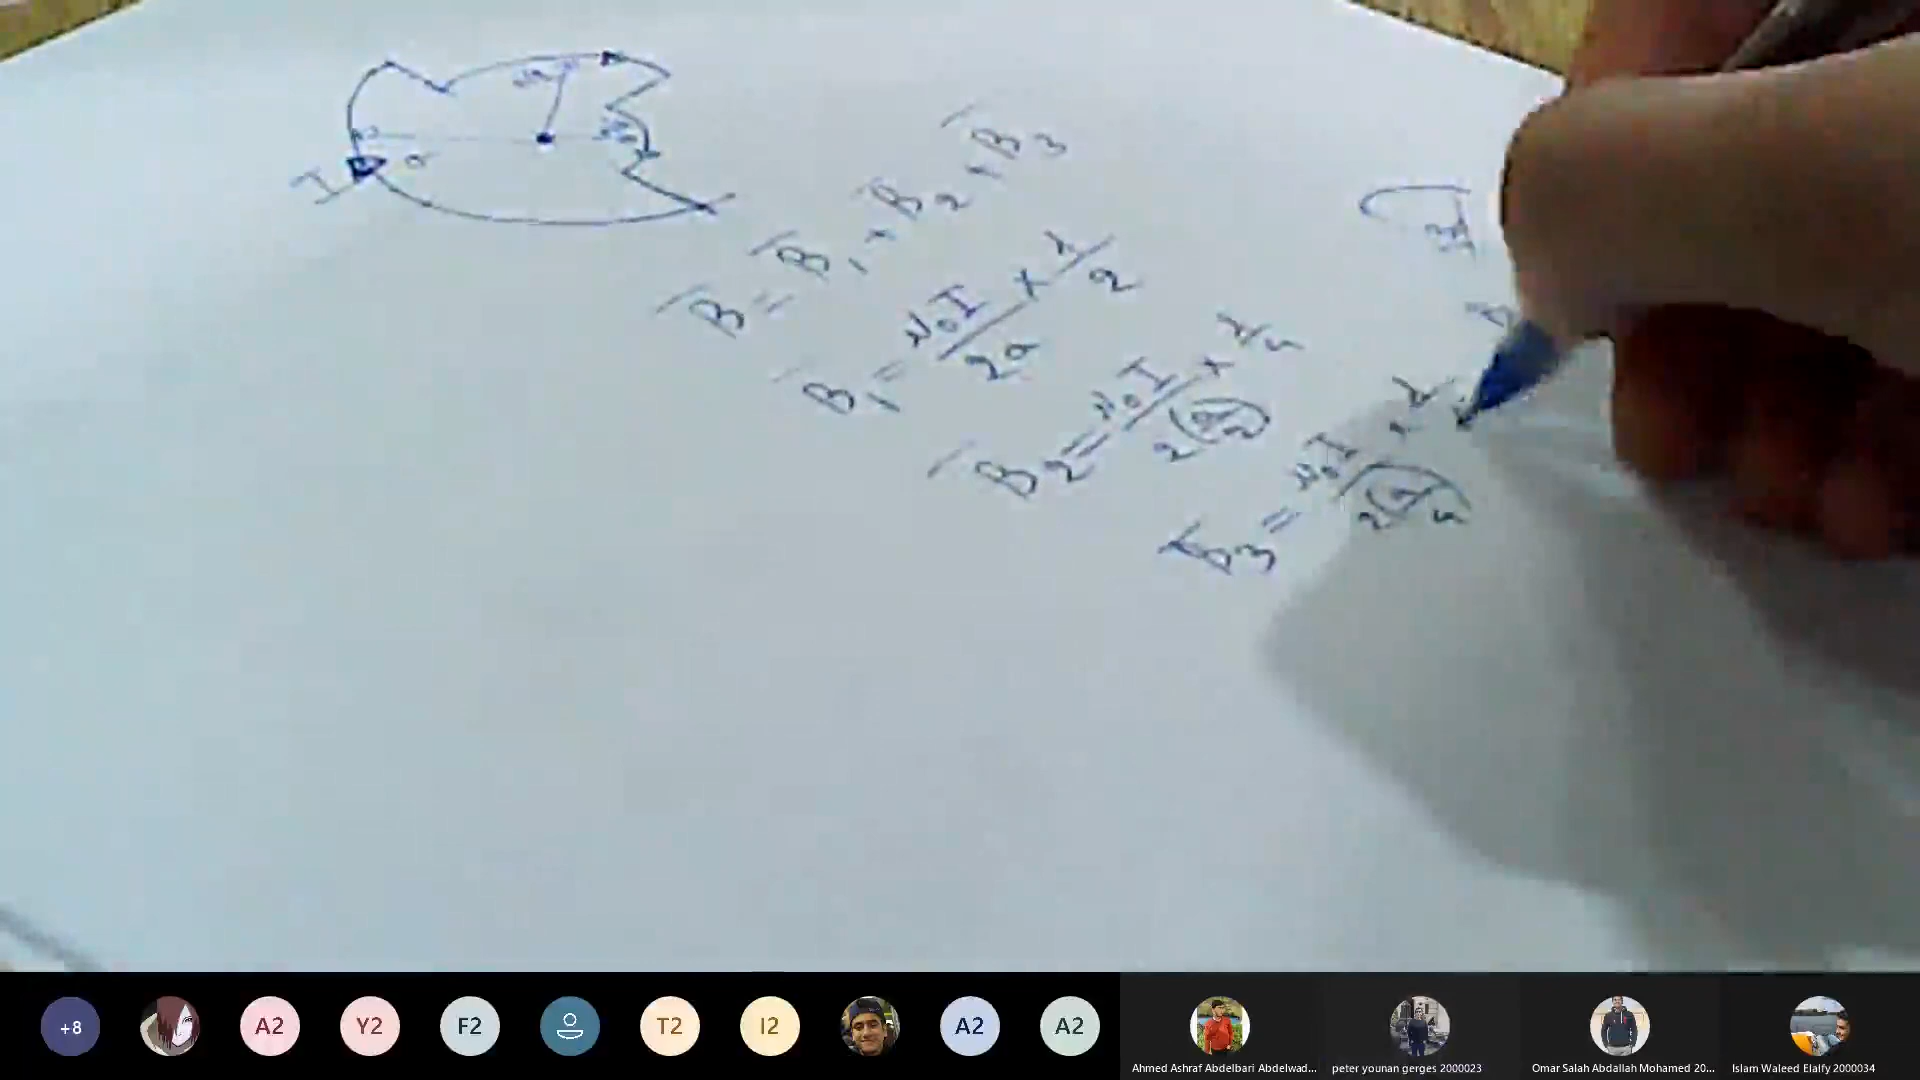 I
a
B = B1 + B2 + B3
B1 = μ0I/2a × 1/2
B2 = μ0I/2(a/2) × 1/4
B3 = μ0I/2(a/4) ×
+8
A2
Y2
F2
T2
I2
A2
A2
Ahmed Ashraf Abdelbari Abdelwad...
peter younan gerges 2000023
Omar Salah Abdallah Mohamed 20...
Islam Waleed Elalfy 2000034